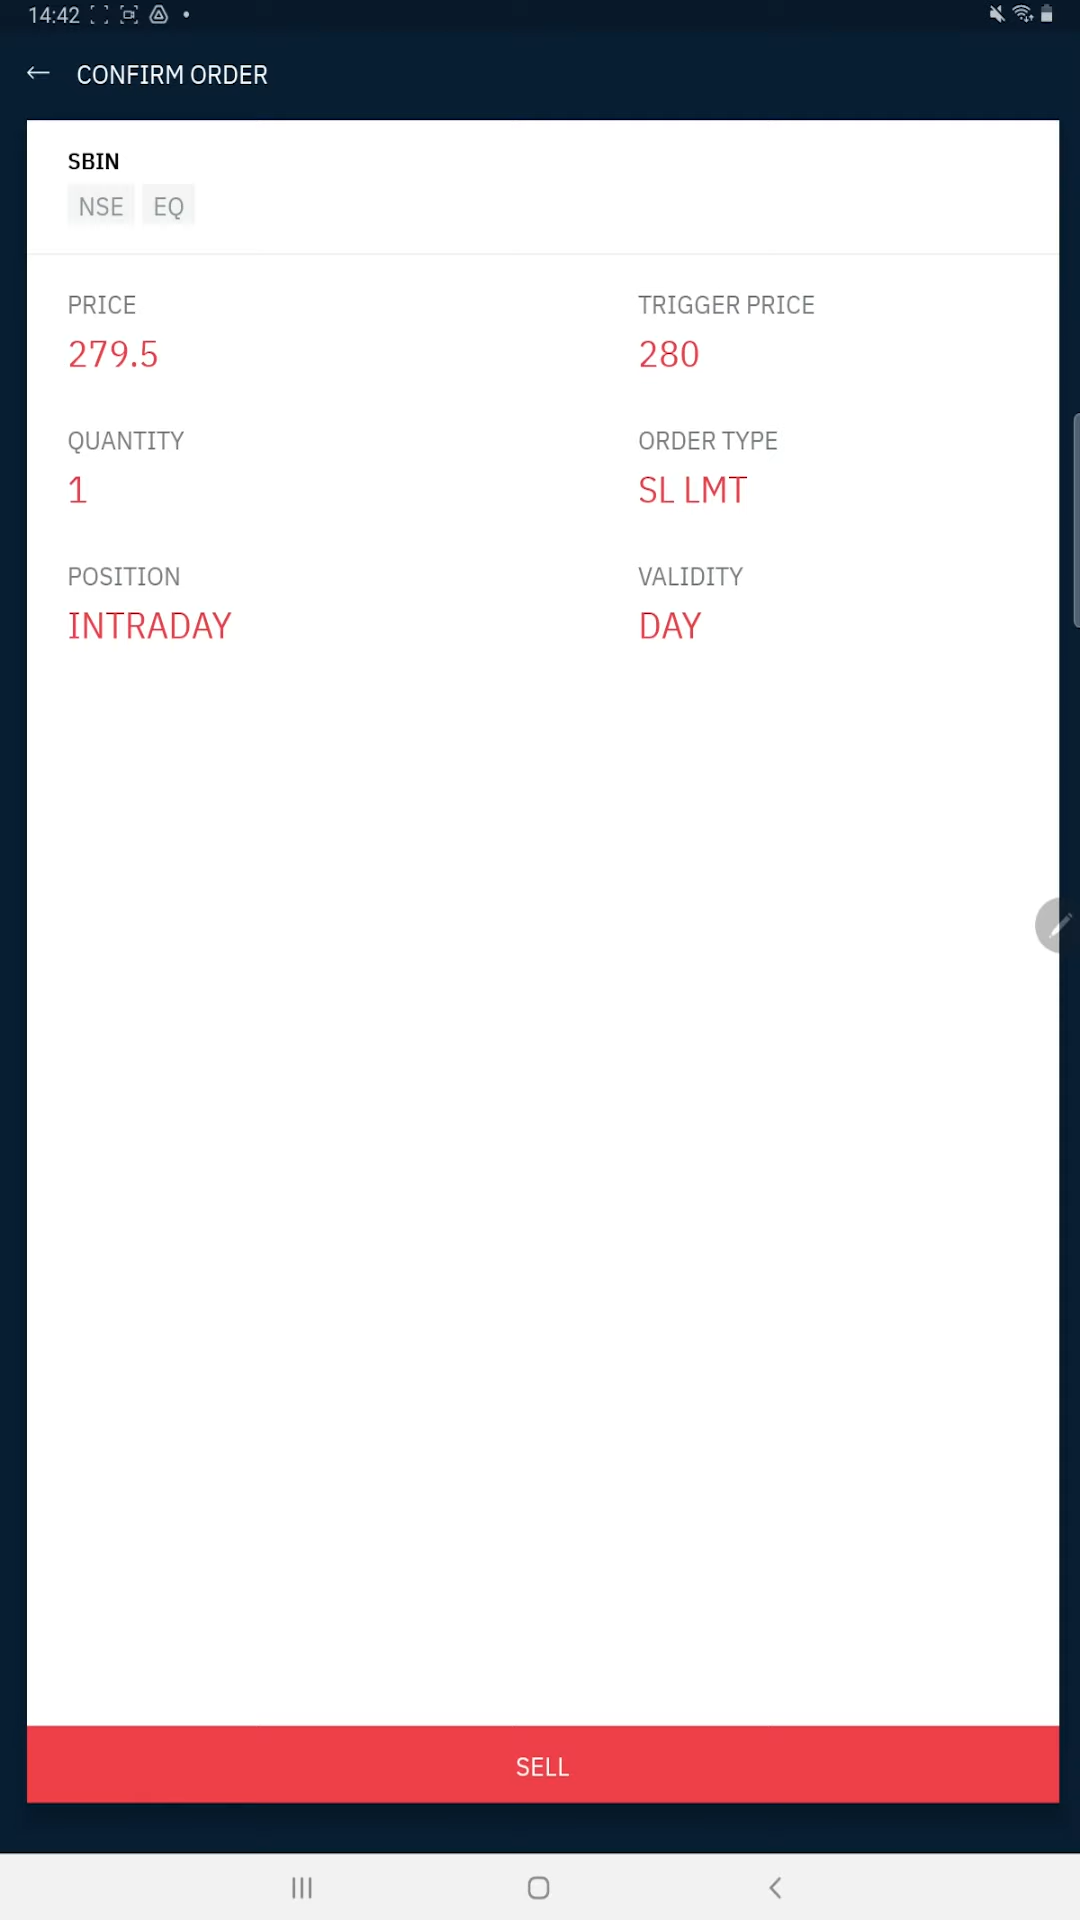 14:42
CONFIRM ORDER
SBIN
NSE EQ
PRICE TRIGGER PRICE
279.5 280
QUANTITY ORDER TYPE
1 SL LMT
POSITION VALIDITY
INTRADAY DAY
SELL